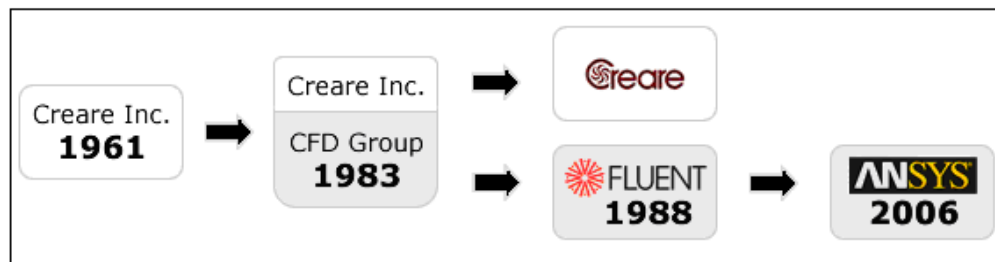 Creare Inc.
1961
Creare Inc.
CFD Group
1983
Creare
FLUENT
1988
ANSYS
2006